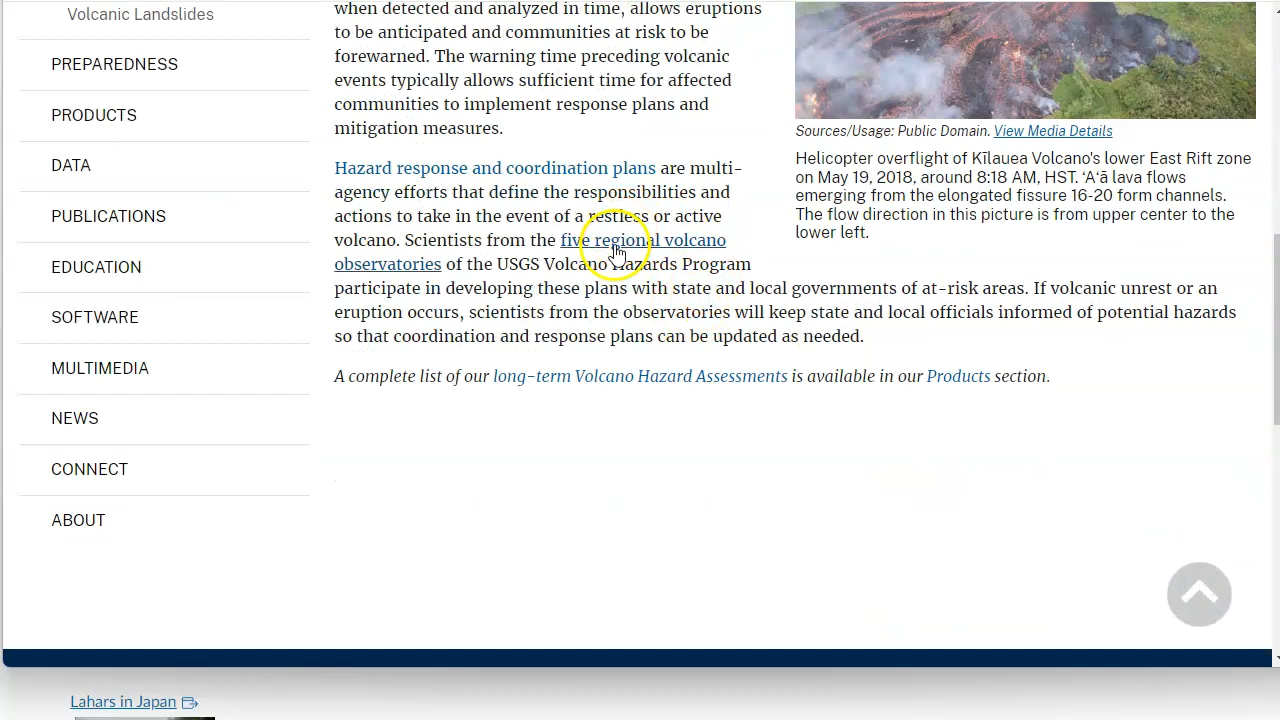 Volcanic Landslides
PREPAREDNESS
PRODUCTS
DATA
PUBLICATIONS
EDUCATION
SOFTWARE
MULTIMEDIA
NEWS
CONNECT
ABOUT
when detected and analyzed in time, allows eruptions
to be anticipated and communities at risk to be
forewarned. The warning time preceding volcanic
events typically allows sufficient time for affected
communities to implement response plans and
mitigation measures.
Hazard response and coordination plans are multi-
agency efforts that define the responsibilities and
actions to take in the event of a restless or active
volcano. Scientists from the five regional volcano
observatories of the USGS Volcano Hazards Program
participate in developing these plans with state and local governments of at-risk areas. If volcanic unrest or an
eruption occurs, scientists from the observatories will keep state and local officials informed of potential hazards
so that coordination and response plans can be updated as needed.
A complete list of our long-term Volcano Hazard Assessments is available in our Products section.
Sources/Usage: Public Domain. View Media Details
Helicopter overflight of Kīlauea Volcano's lower East Rift zone
on May 19, 2018, around 8:18 AM, HST. ‘A‘ā lava flows
emerging from the elongated fissure 16-20 form channels.
The flow direction in this picture is from upper center to the
lower left.
Lahars in Japan